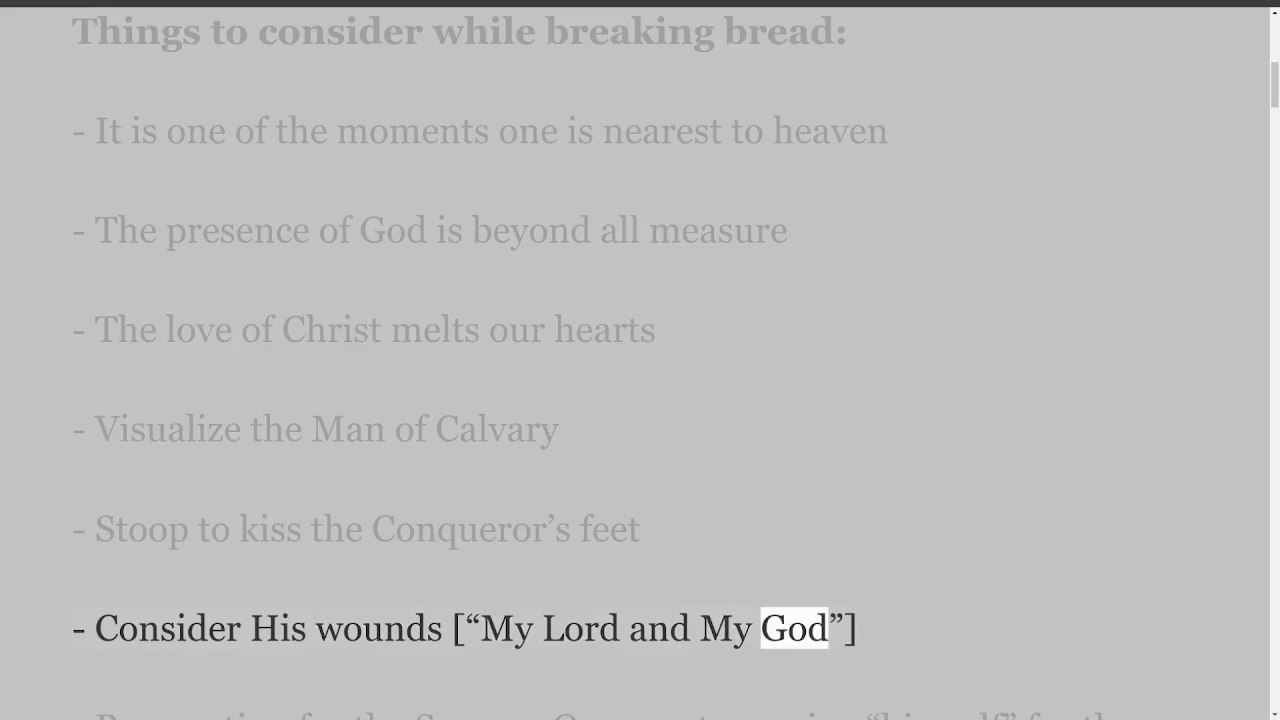 Things to consider while breaking bread:
- It is one of the moments one is nearest to heaven
- The presence of God is beyond all measure
- The love of Christ melts our hearts
- Visualize the Man of Calvary
- Stoop to kiss the Conqueror’s feet
- Consider His wounds [“My Lord and My God”]